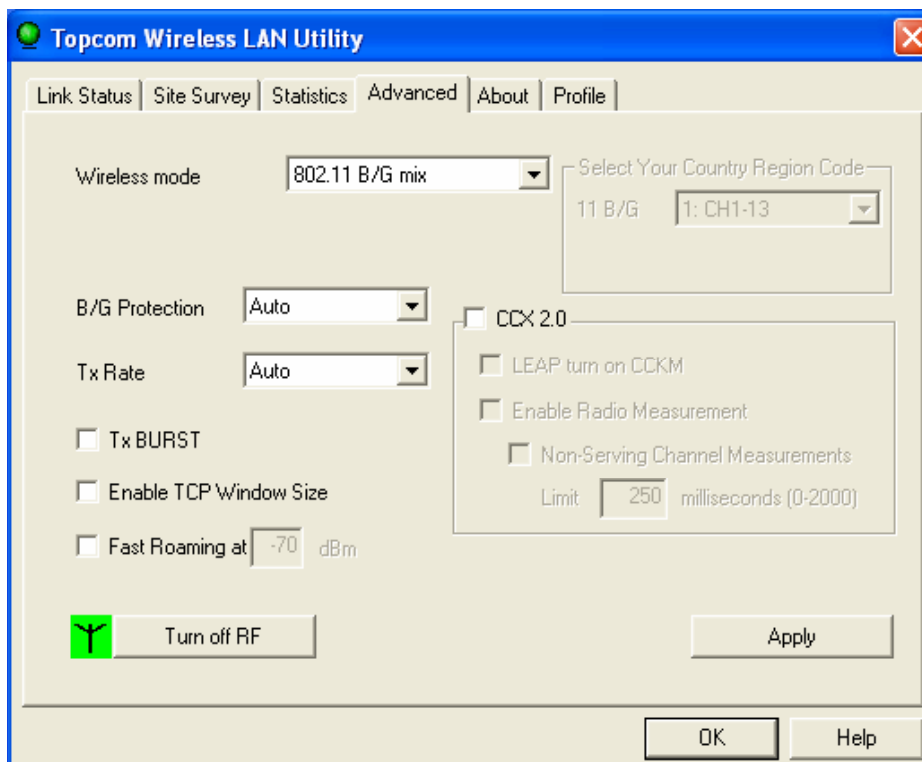 Topcom Wireless LAN Utility
Link Status Site Survey Statistics Advanced About Profile
Wireless mode 802.11 B/G mix
Select Your Country Region Code
11 B/G 1: CH1-13
B/G Protection Auto
CCX 2.0
Tx Rate Auto
LEAP turn on CCKM
Enable Radio Measurement
Tx BURST
Non-Serving Channel Measurements
Enable TCP Window Size
Limit 250 milliseconds (0-2000)
Fast Roaming at -70 dBm
Turn off RF
Apply
OK
Help